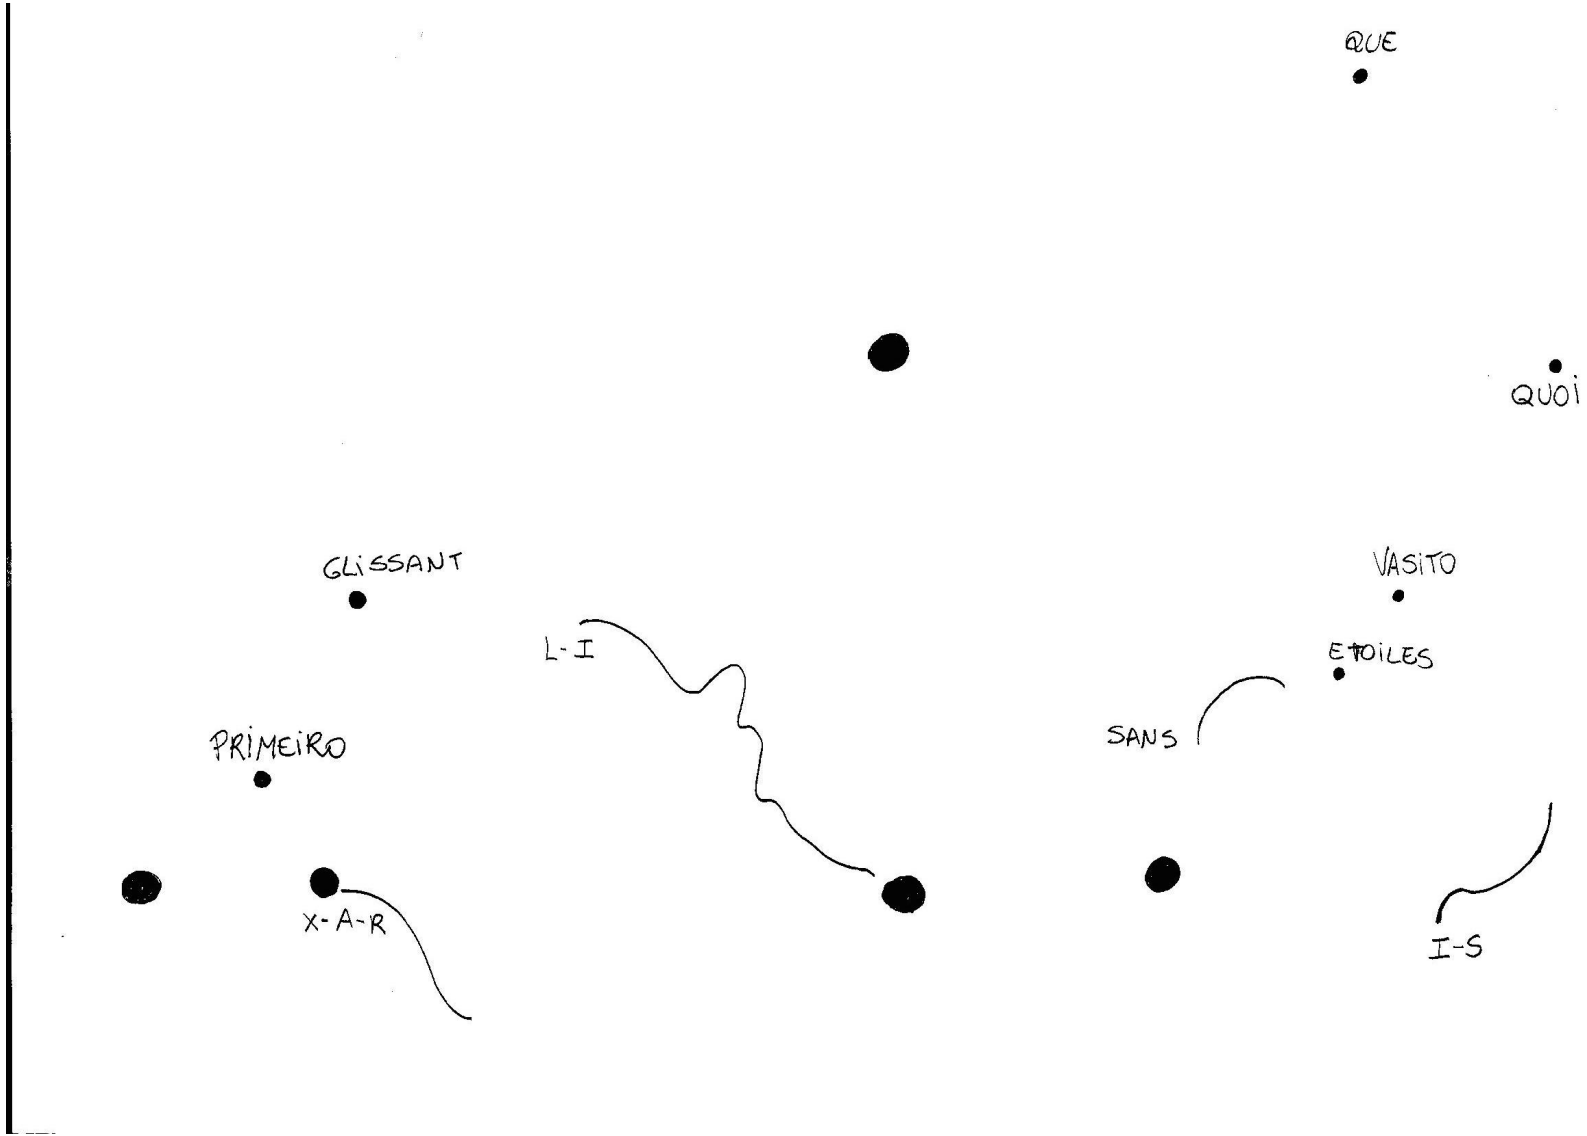 QUE
QUOi
GLiSSANT
VASiTO
L-I
ETOiLES
SANS
PRiMEiRO
X-A-R
I-S